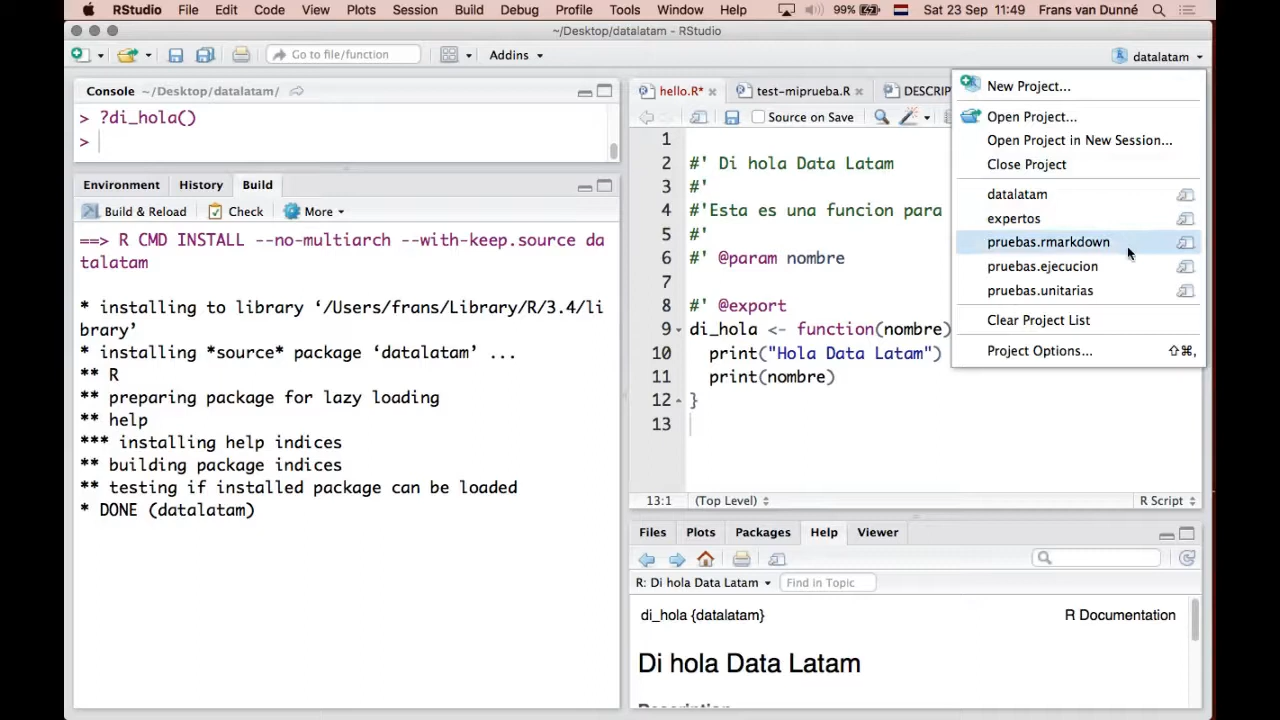 RStudio File Edit Code View Plots Session Build Debug Profile Tools Window Help 99% Sat 23 Sep 11:49 Frans van Dunné
~/Desktop/datalatam - RStudio
Go to file/function Addins datalatam
Console ~/Desktop/datalatam/
> ?di_hola()
>
Environment History Build
Build & Reload Check More
==> R CMD INSTALL --no-multiarch --with-keep.source da
talatam
* installing to library ‘/Users/frans/Library/R/3.4/li
brary’
* installing *source* package ‘datalatam’ ...
** R
** preparing package for lazy loading
** help
*** installing help indices
** building package indices
** testing if installed package can be loaded
* DONE (datalatam)
hello.R* test-miprueba.R DESCRIP
Source on Save
1
2 #' Di hola Data Latam
3 #'
4 #'Esta es una funcion para
5 #'
6 #' @param nombre
7
8 #' @export
9 di_hola <- function(nombre)
10 print("Hola Data Latam")
11 print(nombre)
12 }
13
13:1 (Top Level) R Script
New Project...
Open Project...
Open Project in New Session...
Close Project
datalatam
expertos
pruebas.rmarkdown
pruebas.ejecucion
pruebas.unitarias
Clear Project List
Project Options... ⇧⌘,
Files Plots Packages Help Viewer
R: Di hola Data Latam Find in Topic
di_hola {datalatam} R Documentation
Di hola Data Latam